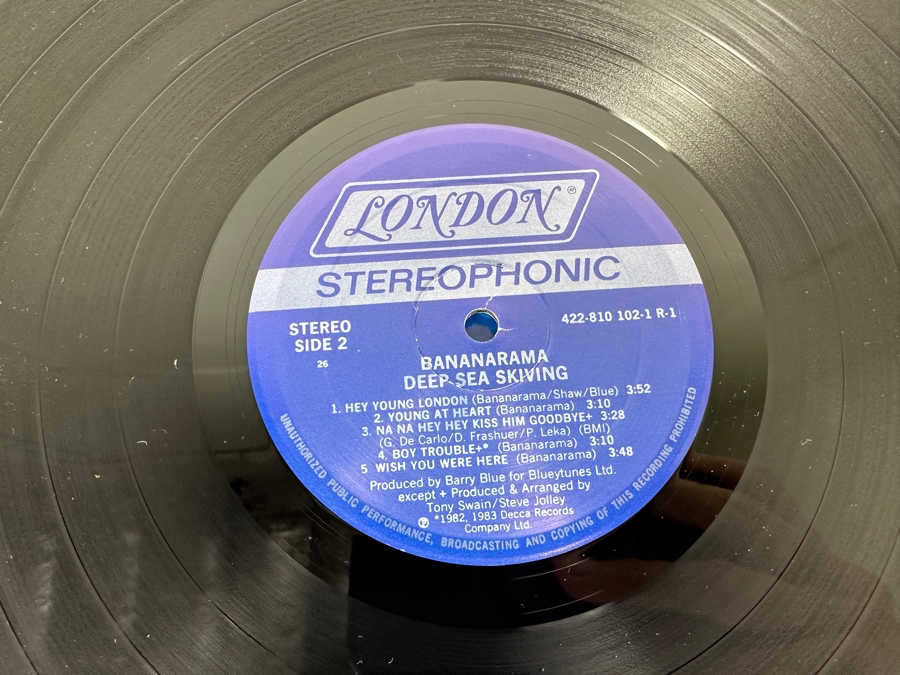 LONDON®
STEREOPHONIC
STEREO
SIDE 2
26
422-810 102-1 R-1
BANANARAMA
DEEP SEA SKIVING
1. HEY YOUNG LONDON (Bananarama/Shaw/Blue) 3:52
2. YOUNG AT HEART (Bananarama) 3:10
3. NA NA HEY HEY KISS HIM GOODBYE+ 3:28
(G. De Carlo/D. Frashuer/P. Leka) (BMI)
4. BOY TROUBLE+* (Bananarama) 3:10
5 WISH YOU WERE HERE (Bananarama) 3:48
Produced by Barry Blue for Bluetunes Ltd.
except + Produced & Arranged by
Tony Swain/Steve Jolley
℗ *1982, 1983 Decca Records
Company Ltd.
UNAUTHORIZED PUBLIC PERFORMANCE, BROADCASTING AND COPYING OF THIS RECORDING PROHIBITED